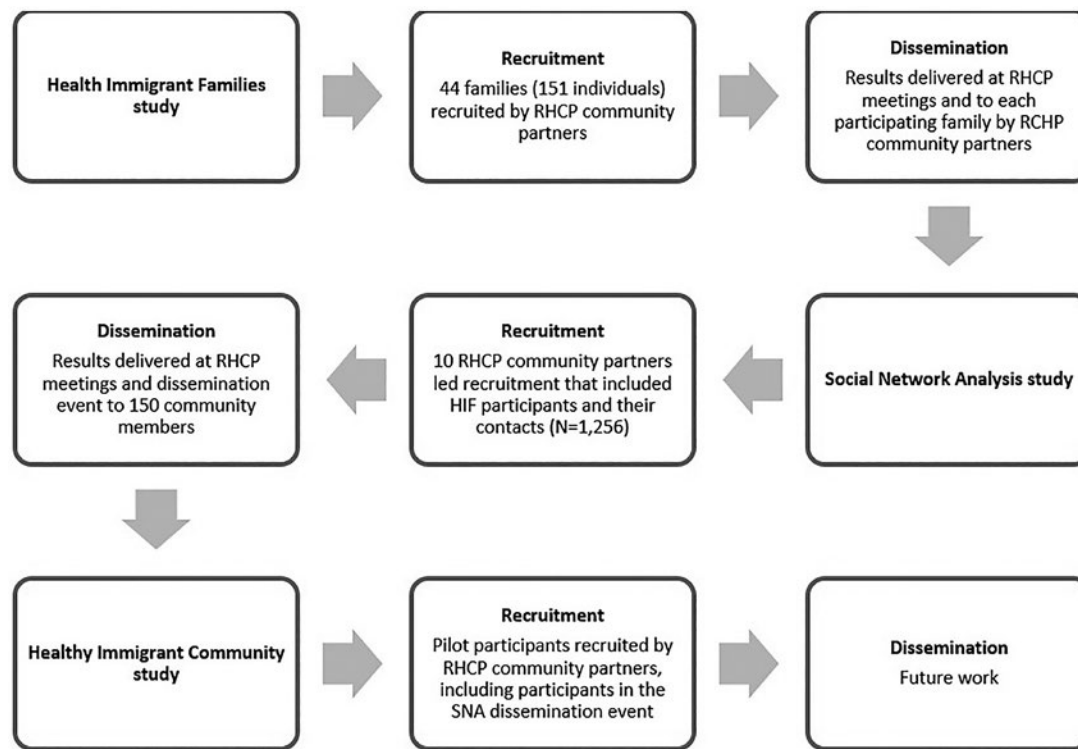 Health Immigrant Families
study
Recruitment
44 families (151 individuals)
recruited by RHCP community
partners
Dissemination
Results delivered at RHCP
meetings and to each
participating family by RCHP
community partners
Dissemination
Results delivered at RHCP
meetings and dissemination
event to 150 community
members
Recruitment
10 RHCP community partners
led recruitment that included
HIF participants and their
contacts (N=1,256)
Social Network Analysis study
Healthy Immigrant Community
study
Recruitment
Pilot participants recruited by
RHCP community partners,
including participants in the
SNA dissemination event
Dissemination
Future work